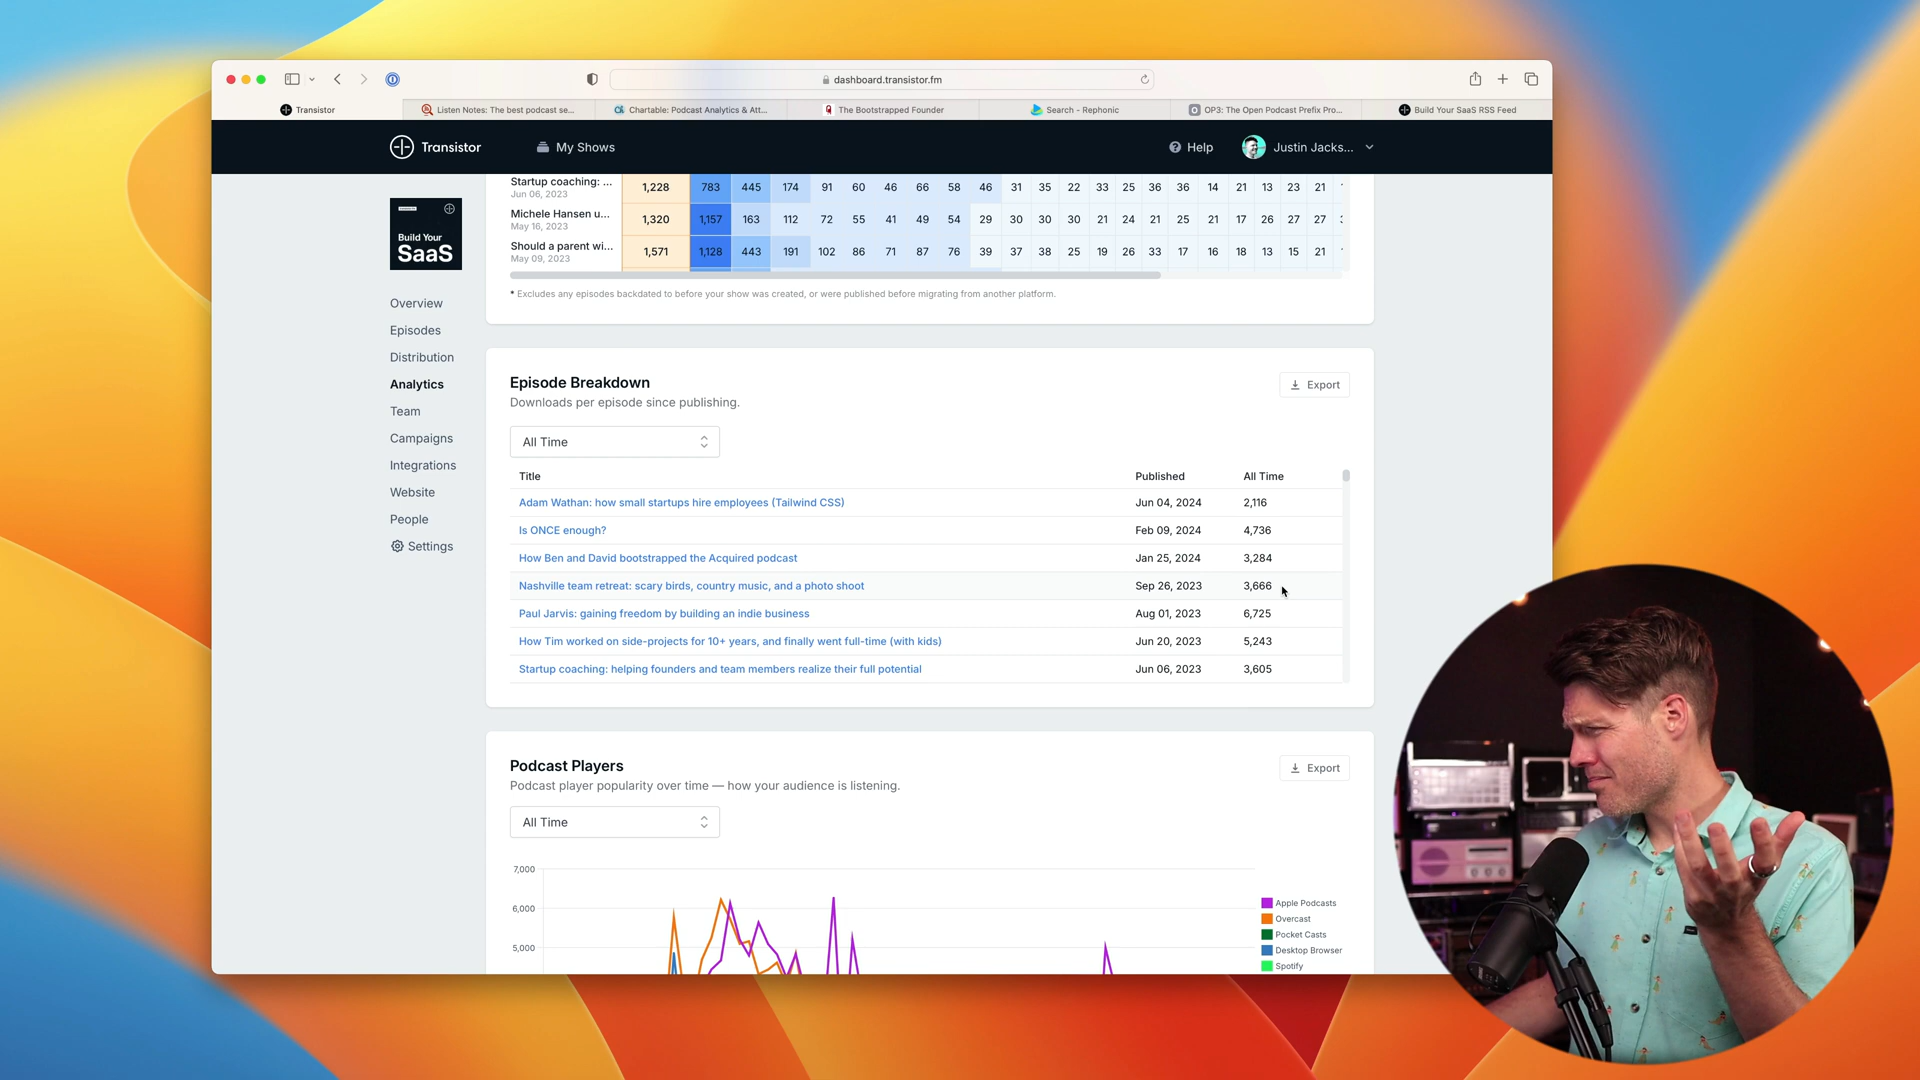 dashboard.transistor.fm
Transistor
Listen Notes: The best podcast se...
Chartable: Podcast Analytics & Att...
The Bootstrapped Founder
Search - Rephonic
OP3: The Open Podcast Prefix Pro...
Build Your SaaS RSS Feed
Transistor
My Shows
Help
Justin Jacks...
Build Your
SaaS
Overview
Episodes
Distribution
Analytics
Team
Campaigns
Integrations
Website
People
Settings
Startup coaching: ... 1,228 783 445 174 91 60 46 66 58 46 31 35 22 33 25 36 36 14 21 13 23 21
Jun 06, 2023
Michele Hansen u... 1,320 1,157 163 112 72 55 41 49 54 29 30 30 30 21 24 21 25 21 17 26 27 27
May 16, 2023
Should a parent wi... 1,571 1,128 443 191 102 86 71 87 76 39 37 38 25 19 26 33 17 16 18 13 15 21
May 09, 2023
* Excludes any episodes backdated to before your show was created, or were published before migrating from another platform.
Episode Breakdown
Export
Downloads per episode since publishing.
All Time
Title Published All Time
Adam Wathan: how small startups hire employees (Tailwind CSS) Jun 04, 2024 2,116
Is ONCE enough? Feb 09, 2024 4,736
How Ben and David bootstrapped the Acquired podcast Jan 25, 2024 3,284
Nashville team retreat: scary birds, country music, and a photo shoot Sep 26, 2023 3,666
Paul Jarvis: gaining freedom by building an indie business Aug 01, 2023 6,725
How Tim worked on side-projects for 10+ years, and finally went full-time (with kids) Jun 20, 2023 5,243
Startup coaching: helping founders and team members realize their full potential Jun 06, 2023 3,605
Podcast Players
Export
Podcast player popularity over time — how your audience is listening.
All Time
7,000
6,000
5,000
Apple Podcasts
Overcast
Pocket Casts
Desktop Browser
Spotify